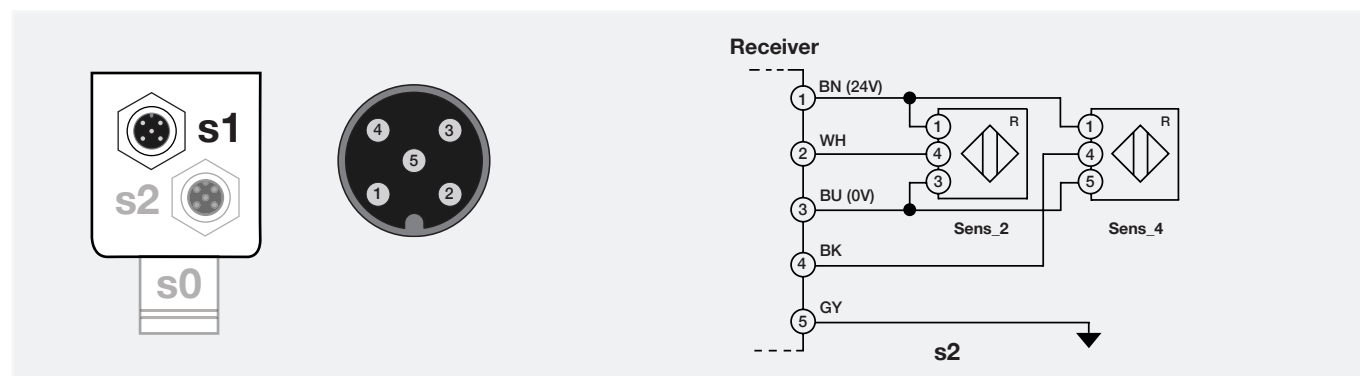 s1
s2
s0
4 3
5
1 2
Receiver
1 BN (24V)
2 WH
3 BU (0V)
4 BK
5 GY
1 R
4
3
Sens_2
1 R
4
5
Sens_4
s2